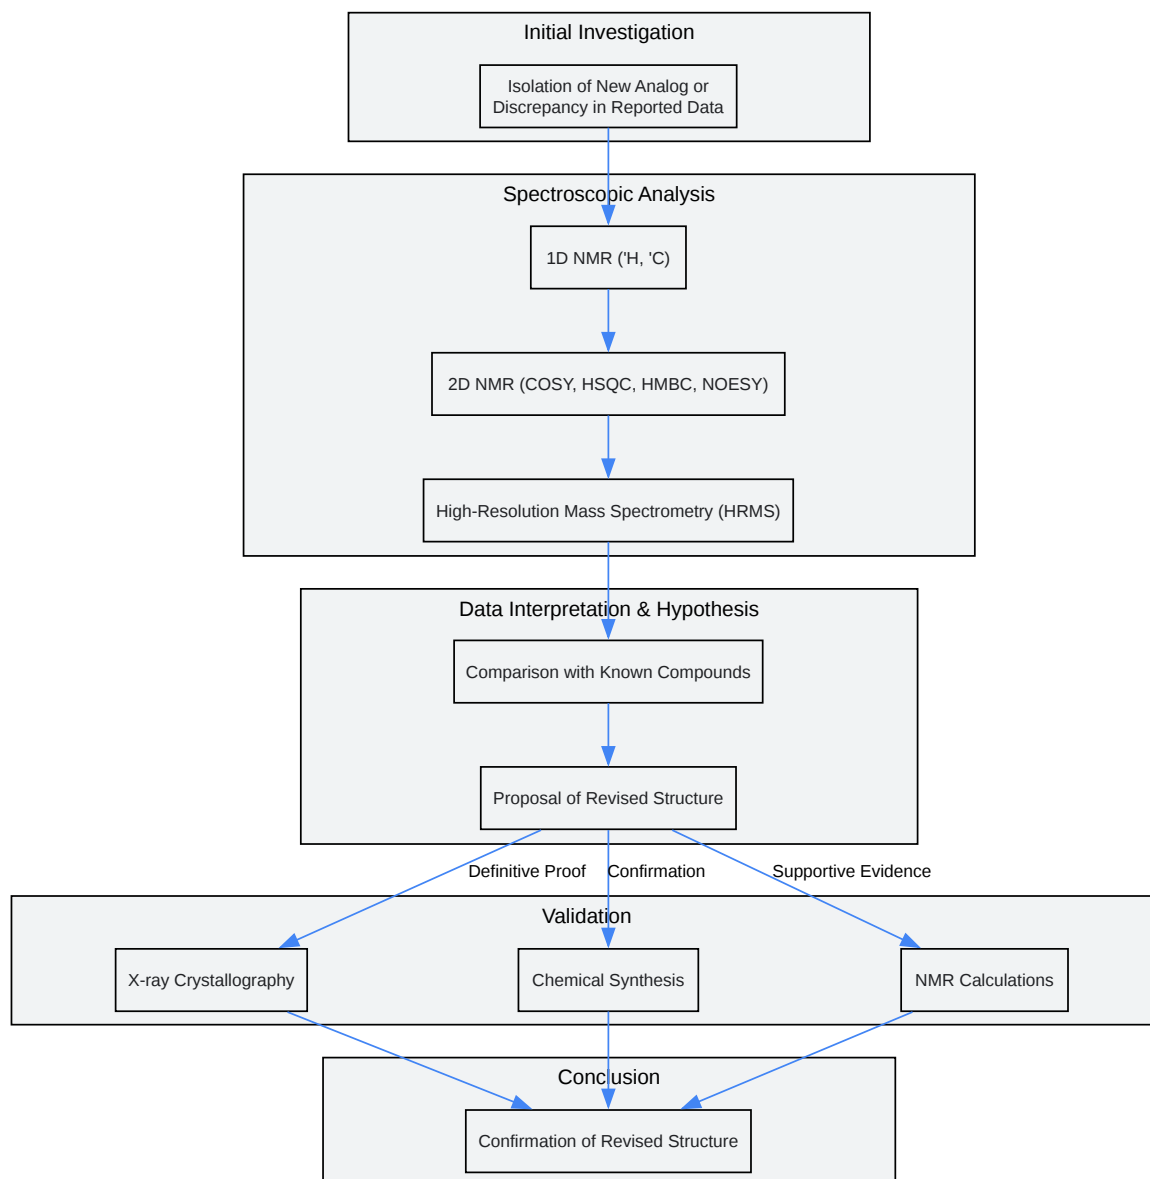 Initial Investigation
Isolation of New Analog or
Discrepancy in Reported Data
Spectroscopic Analysis
1D NMR ('H, 'C)
2D NMR (COSY, HSQC, HMBC, NOESY)
High-Resolution Mass Spectrometry (HRMS)
Data Interpretation & Hypothesis
Comparison with Known Compounds
Proposal of Revised Structure
Definitive Proof
Confirmation
Supportive Evidence
Validation
X-ray Crystallography
Chemical Synthesis
NMR Calculations
Conclusion
Confirmation of Revised Structure